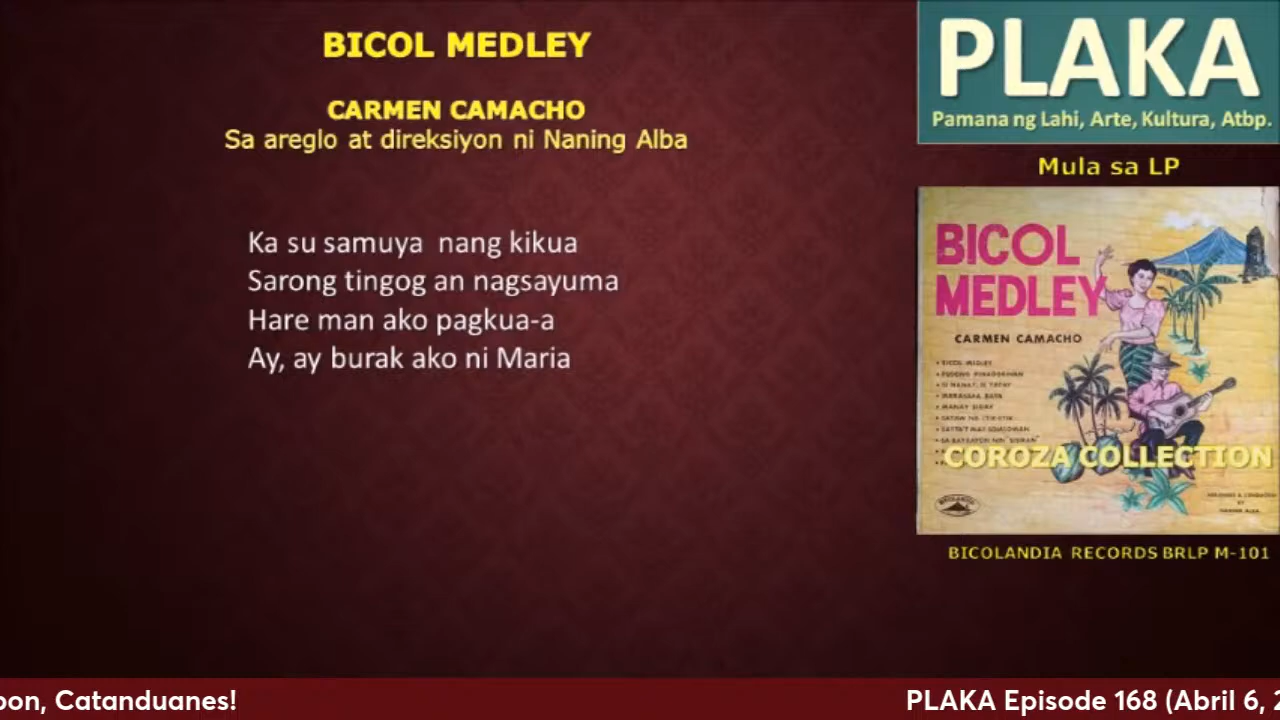 BICOL MEDLEY
CARMEN CAMACHO
Sa areglo at direksiyon ni Naning Alba
Ka su samuya nang kikua
Sarong tingog an nagsayuma
Hare man ako pagkua-a
Ay, ay burak ako ni Maria
PLAKA
Pamana ng Lahi, Arte, Kultura, Atbp.
Mula sa LP
BICOL
MEDLEY
CARMEN CAMACHO
• BICOL MEDLEY
COROZA COLLECTION
BICOLANDIA RECORDS BRLP M-101
pon, Catanduanes!
PLAKA Episode 168 (Abril 6, 2